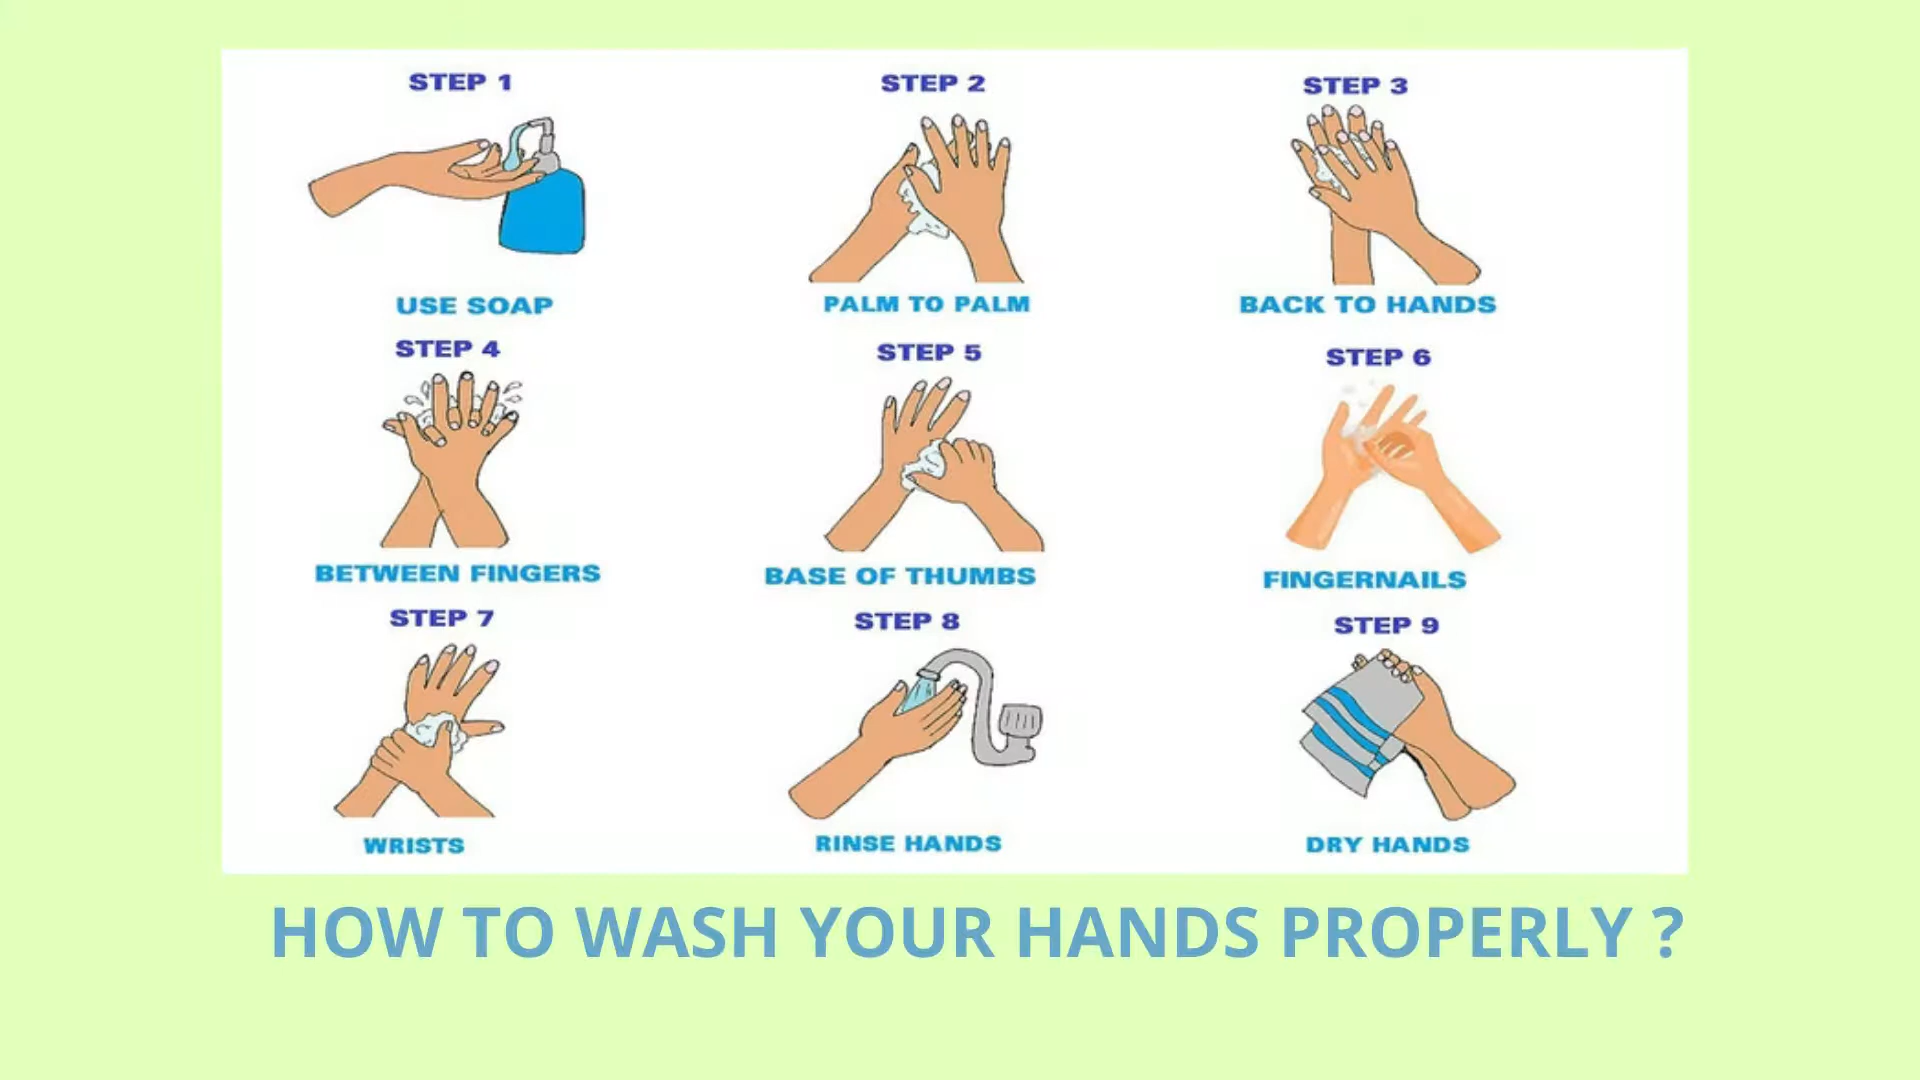 STEP 1
USE SOAP
STEP 2
PALM TO PALM
STEP 3
BACK TO HANDS
STEP 4
BETWEEN FINGERS
STEP 5
BASE OF THUMBS
STEP 6
FINGERNAILS
STEP 7
WRISTS
STEP 8
RINSE HANDS
STEP 9
DRY HANDS
HOW TO WASH YOUR HANDS PROPERLY ?